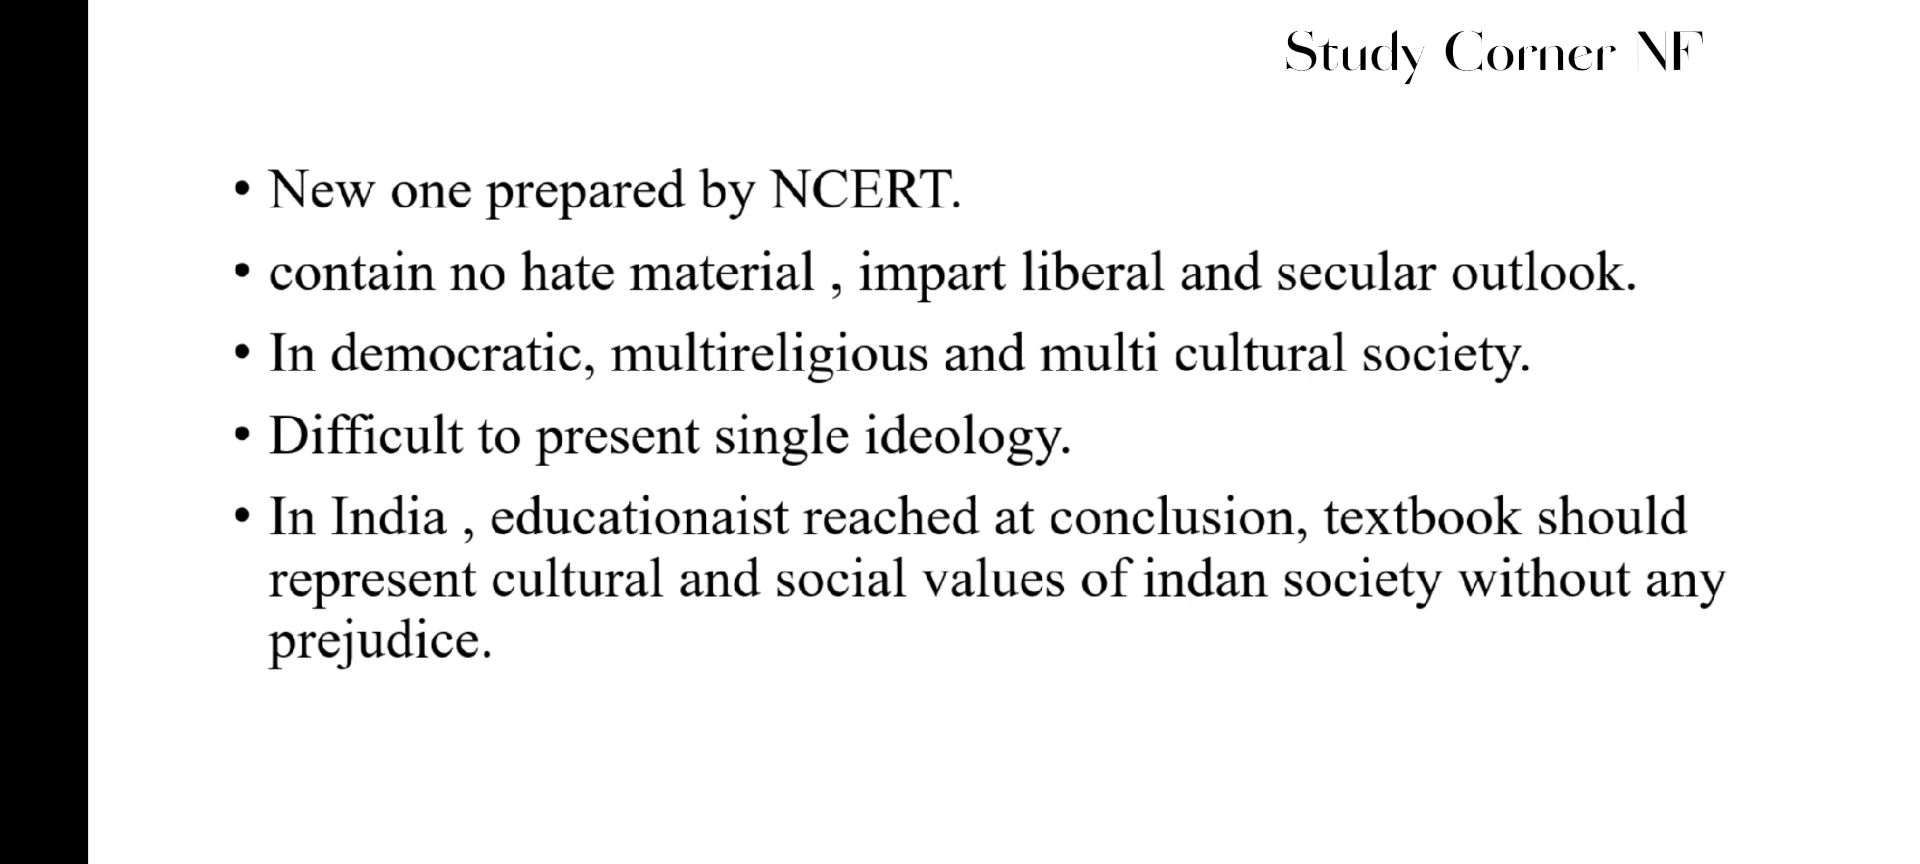 Study Corner NF
• New one prepared by NCERT.
• contain no hate material , impart liberal and secular outlook.
• In democratic, multireligious and multi cultural society.
• Difficult to present single ideology.
• In India , educationaist reached at conclusion, textbook should
represent cultural and social values of indan society without any
prejudice.